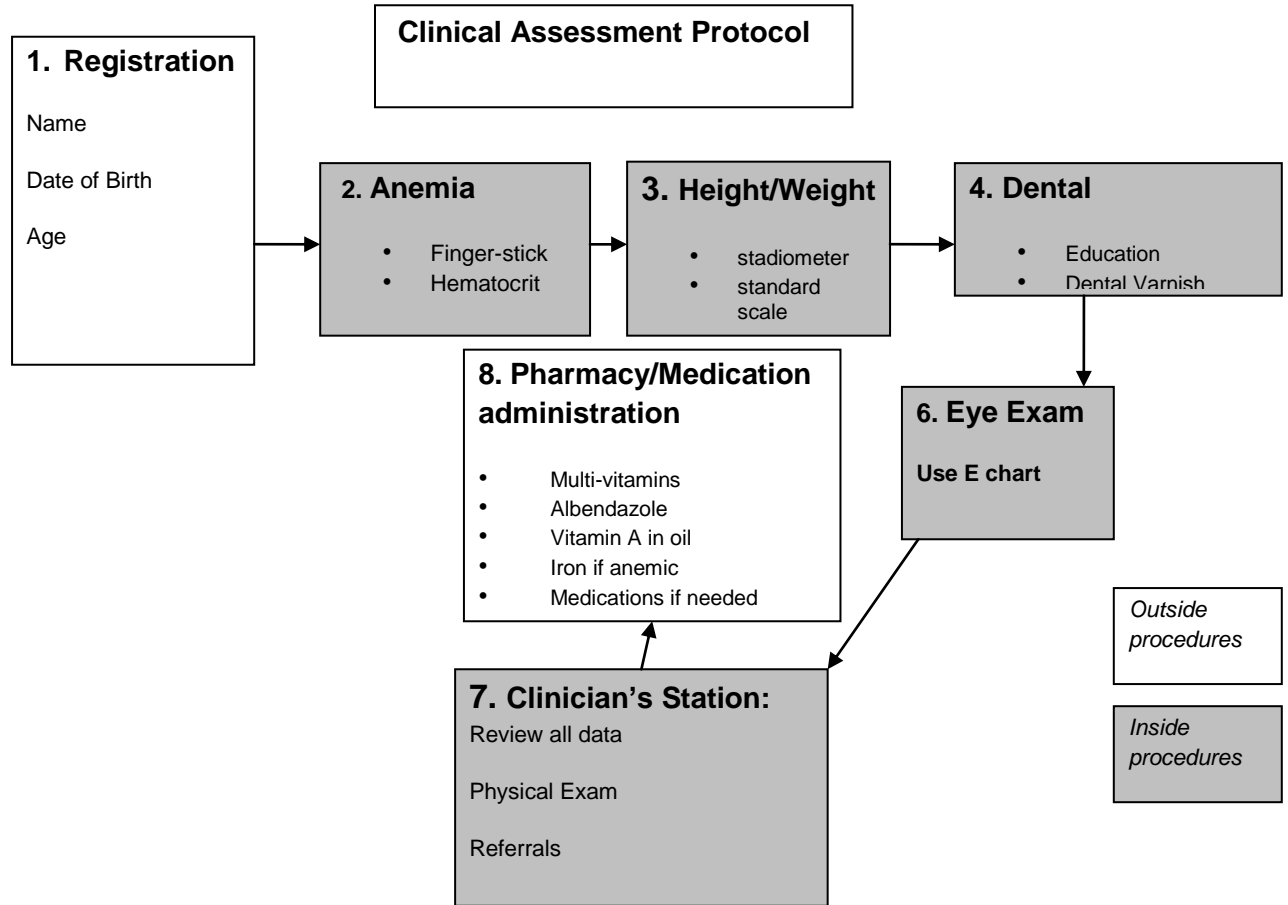 Clinical Assessment Protocol
1. Registration
Name
Date of Birth
Age
2. Anemia
• Finger-stick
• Hematocrit
3. Height/Weight
• stadiometer
• standard
scale
4. Dental
• Education
• Dental Varnish
6. Eye Exam
Use E chart
7. Clinician’s Station:
Review all data
Physical Exam
Referrals
8. Pharmacy/Medication
administration
• Multi-vitamins
• Albendazole
• Vitamin A in oil
• Iron if anemic
• Medications if needed
Outside
procedures
Inside
procedures